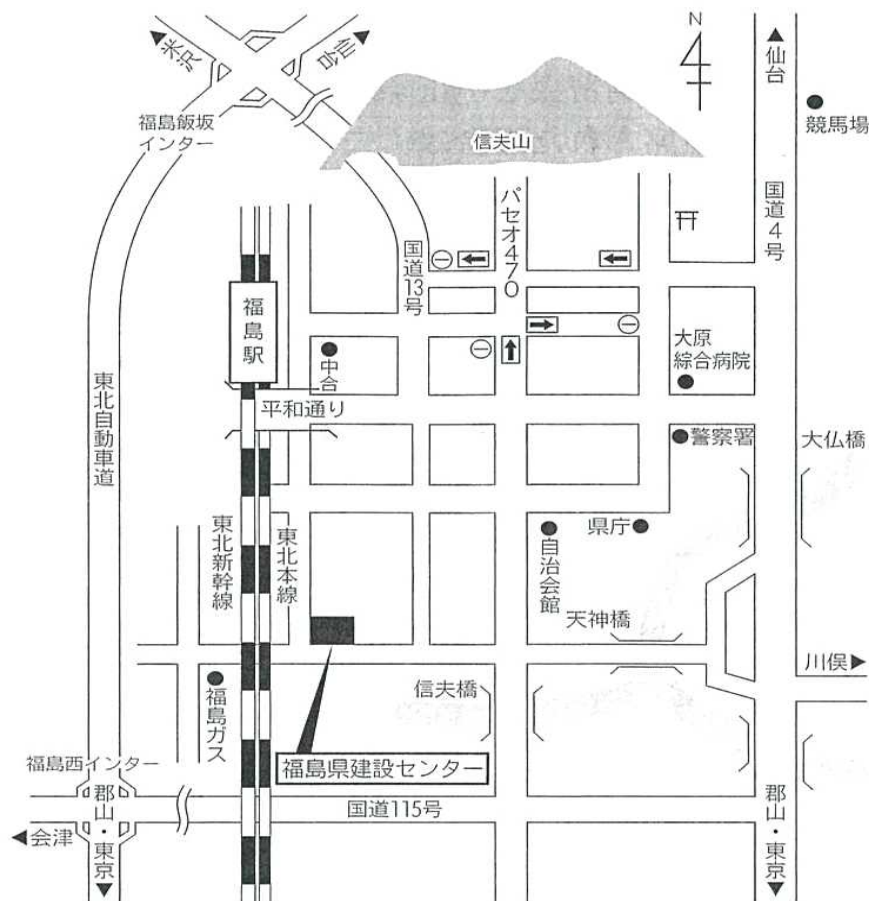 米沢
仙台
N
仙台
競馬場
福島飯坂
インター
信夫山
国道4号
パセオ470
国道13号
福島駅
中合
大原
綜合病院
平和通り
東北自動車道
警察署
大仏橋
東北新幹線
東北本線
自治会館
県庁
天神橋
川俣
福島ガス
信夫橋
福島県建設センター
福島西インター
国道115号
会津
郡山・東京
郡山・東京